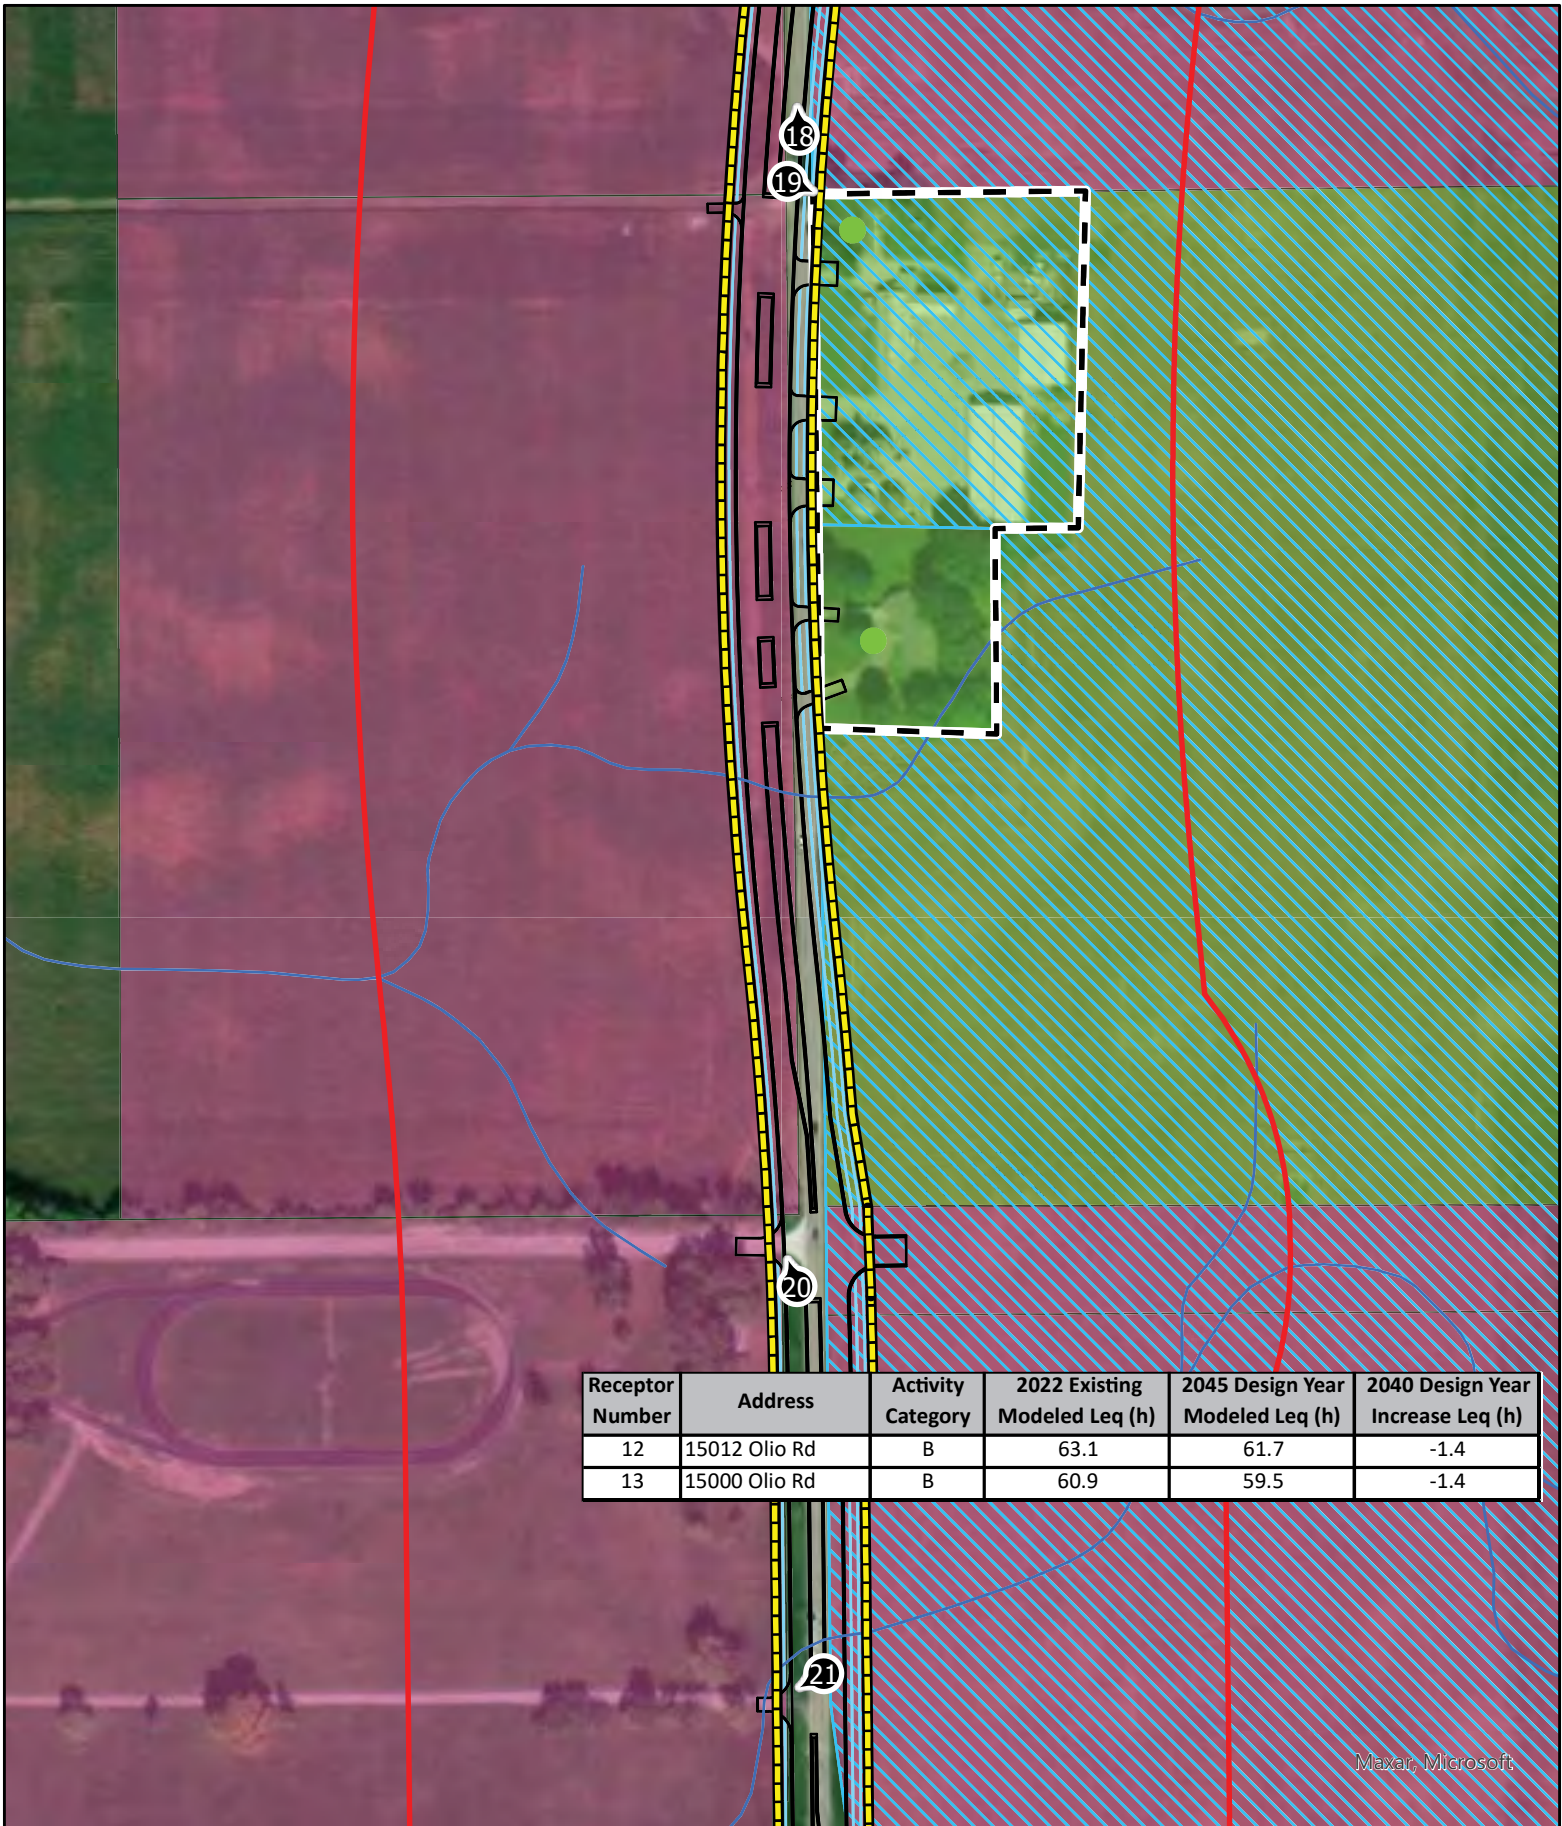 18
19
20
Receptor Number | Address | Activity Category | 2022 Existing Modeled Leq (h) | 2045 Design Year Modeled Leq (h) | 2040 Design Year Increase Leq (h)
12 | 15012 Olio Rd | B | 63.1 | 61.7 | -1.4
13 | 15000 Olio Rd | B | 60.9 | 59.5 | -1.4
21
Maxar, Microsoft